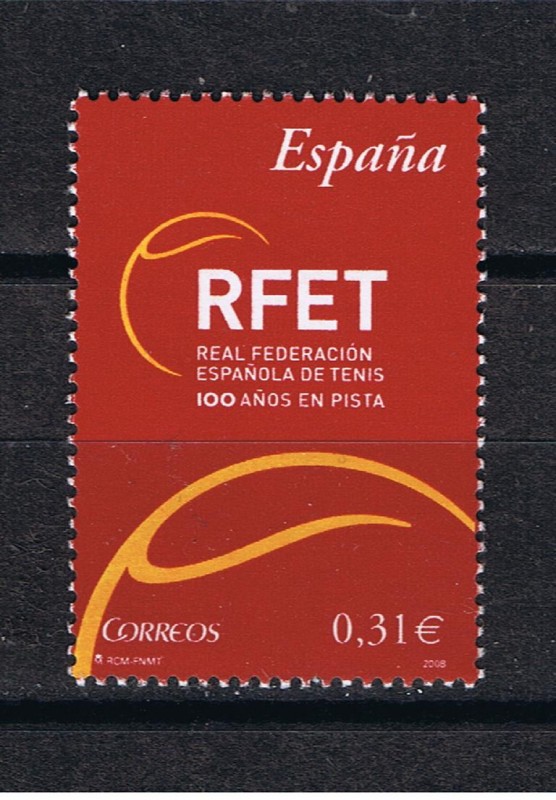 España
RFET
REAL FEDERACIÓN
ESPAÑOLA DE TENIS
100 AÑOS EN PISTA
CORREOS
0,31€
RCM-FNMT
2008